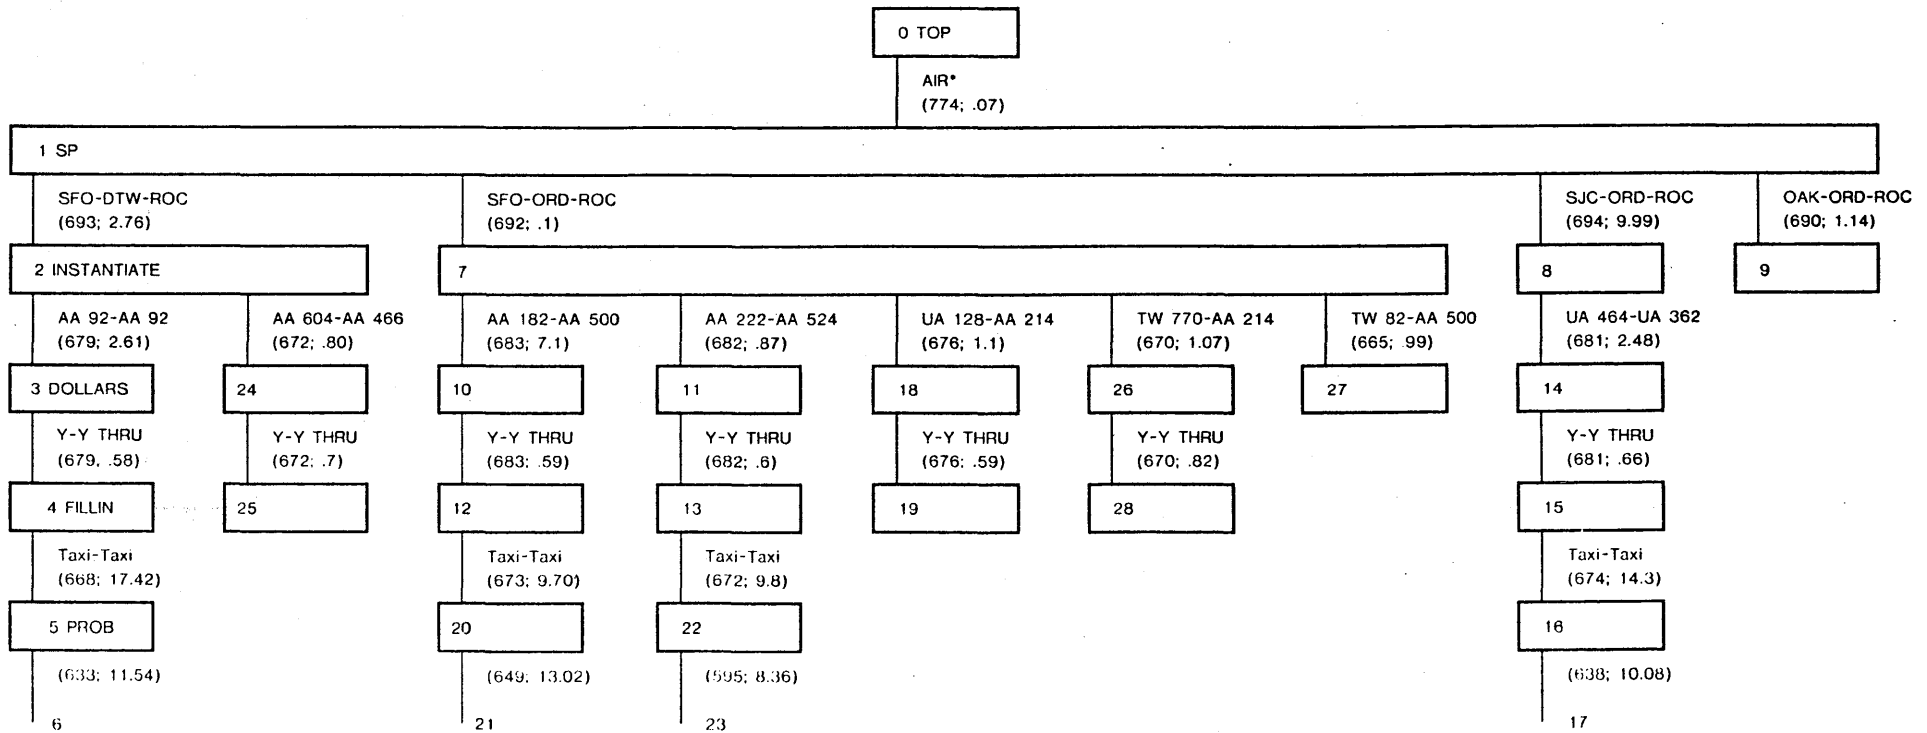 0 TOP
AIR*
(774; .07)
1 SP
SFO-DTW-ROC
(693; 2.76)
SFO-ORD-ROC
(692; .1)
SJC-ORD-ROC
(694; 9.99)
OAK-ORD-ROC
(690; 1.14)
2 INSTANTIATE
7
8
9
AA 92-AA 92
(679; 2.61)
AA 604-AA 466
(672; .80)
AA 182-AA 500
(683; 7.1)
AA 222-AA 524
(682; .87)
UA 128-AA 214
(676; 1.1)
TW 770-AA 214
(670; 1.07)
TW 82-AA 500
(665; .99)
UA 464-UA 362
(681; 2.48)
3 DOLLARS
24
10
11
18
26
27
14
Y-Y THRU
(679, .58)
Y-Y THRU
(672; .7)
Y-Y THRU
(683; .59)
Y-Y THRU
(682; .6)
Y-Y THRU
(676; .59)
Y-Y THRU
(670; .82)
Y-Y THRU
(681; .66)
4 FILLIN
25
12
13
19
28
15
Taxi-Taxi
(668; 17.42)
Taxi-Taxi
(673; 9.70)
Taxi-Taxi
(672; 9.8)
Taxi-Taxi
(674; 14.3)
5 PROB
20
22
16
(633; 11.54)
(649; 13.02)
(595; 8.36)
(638; 10.08)
6
21
23
17